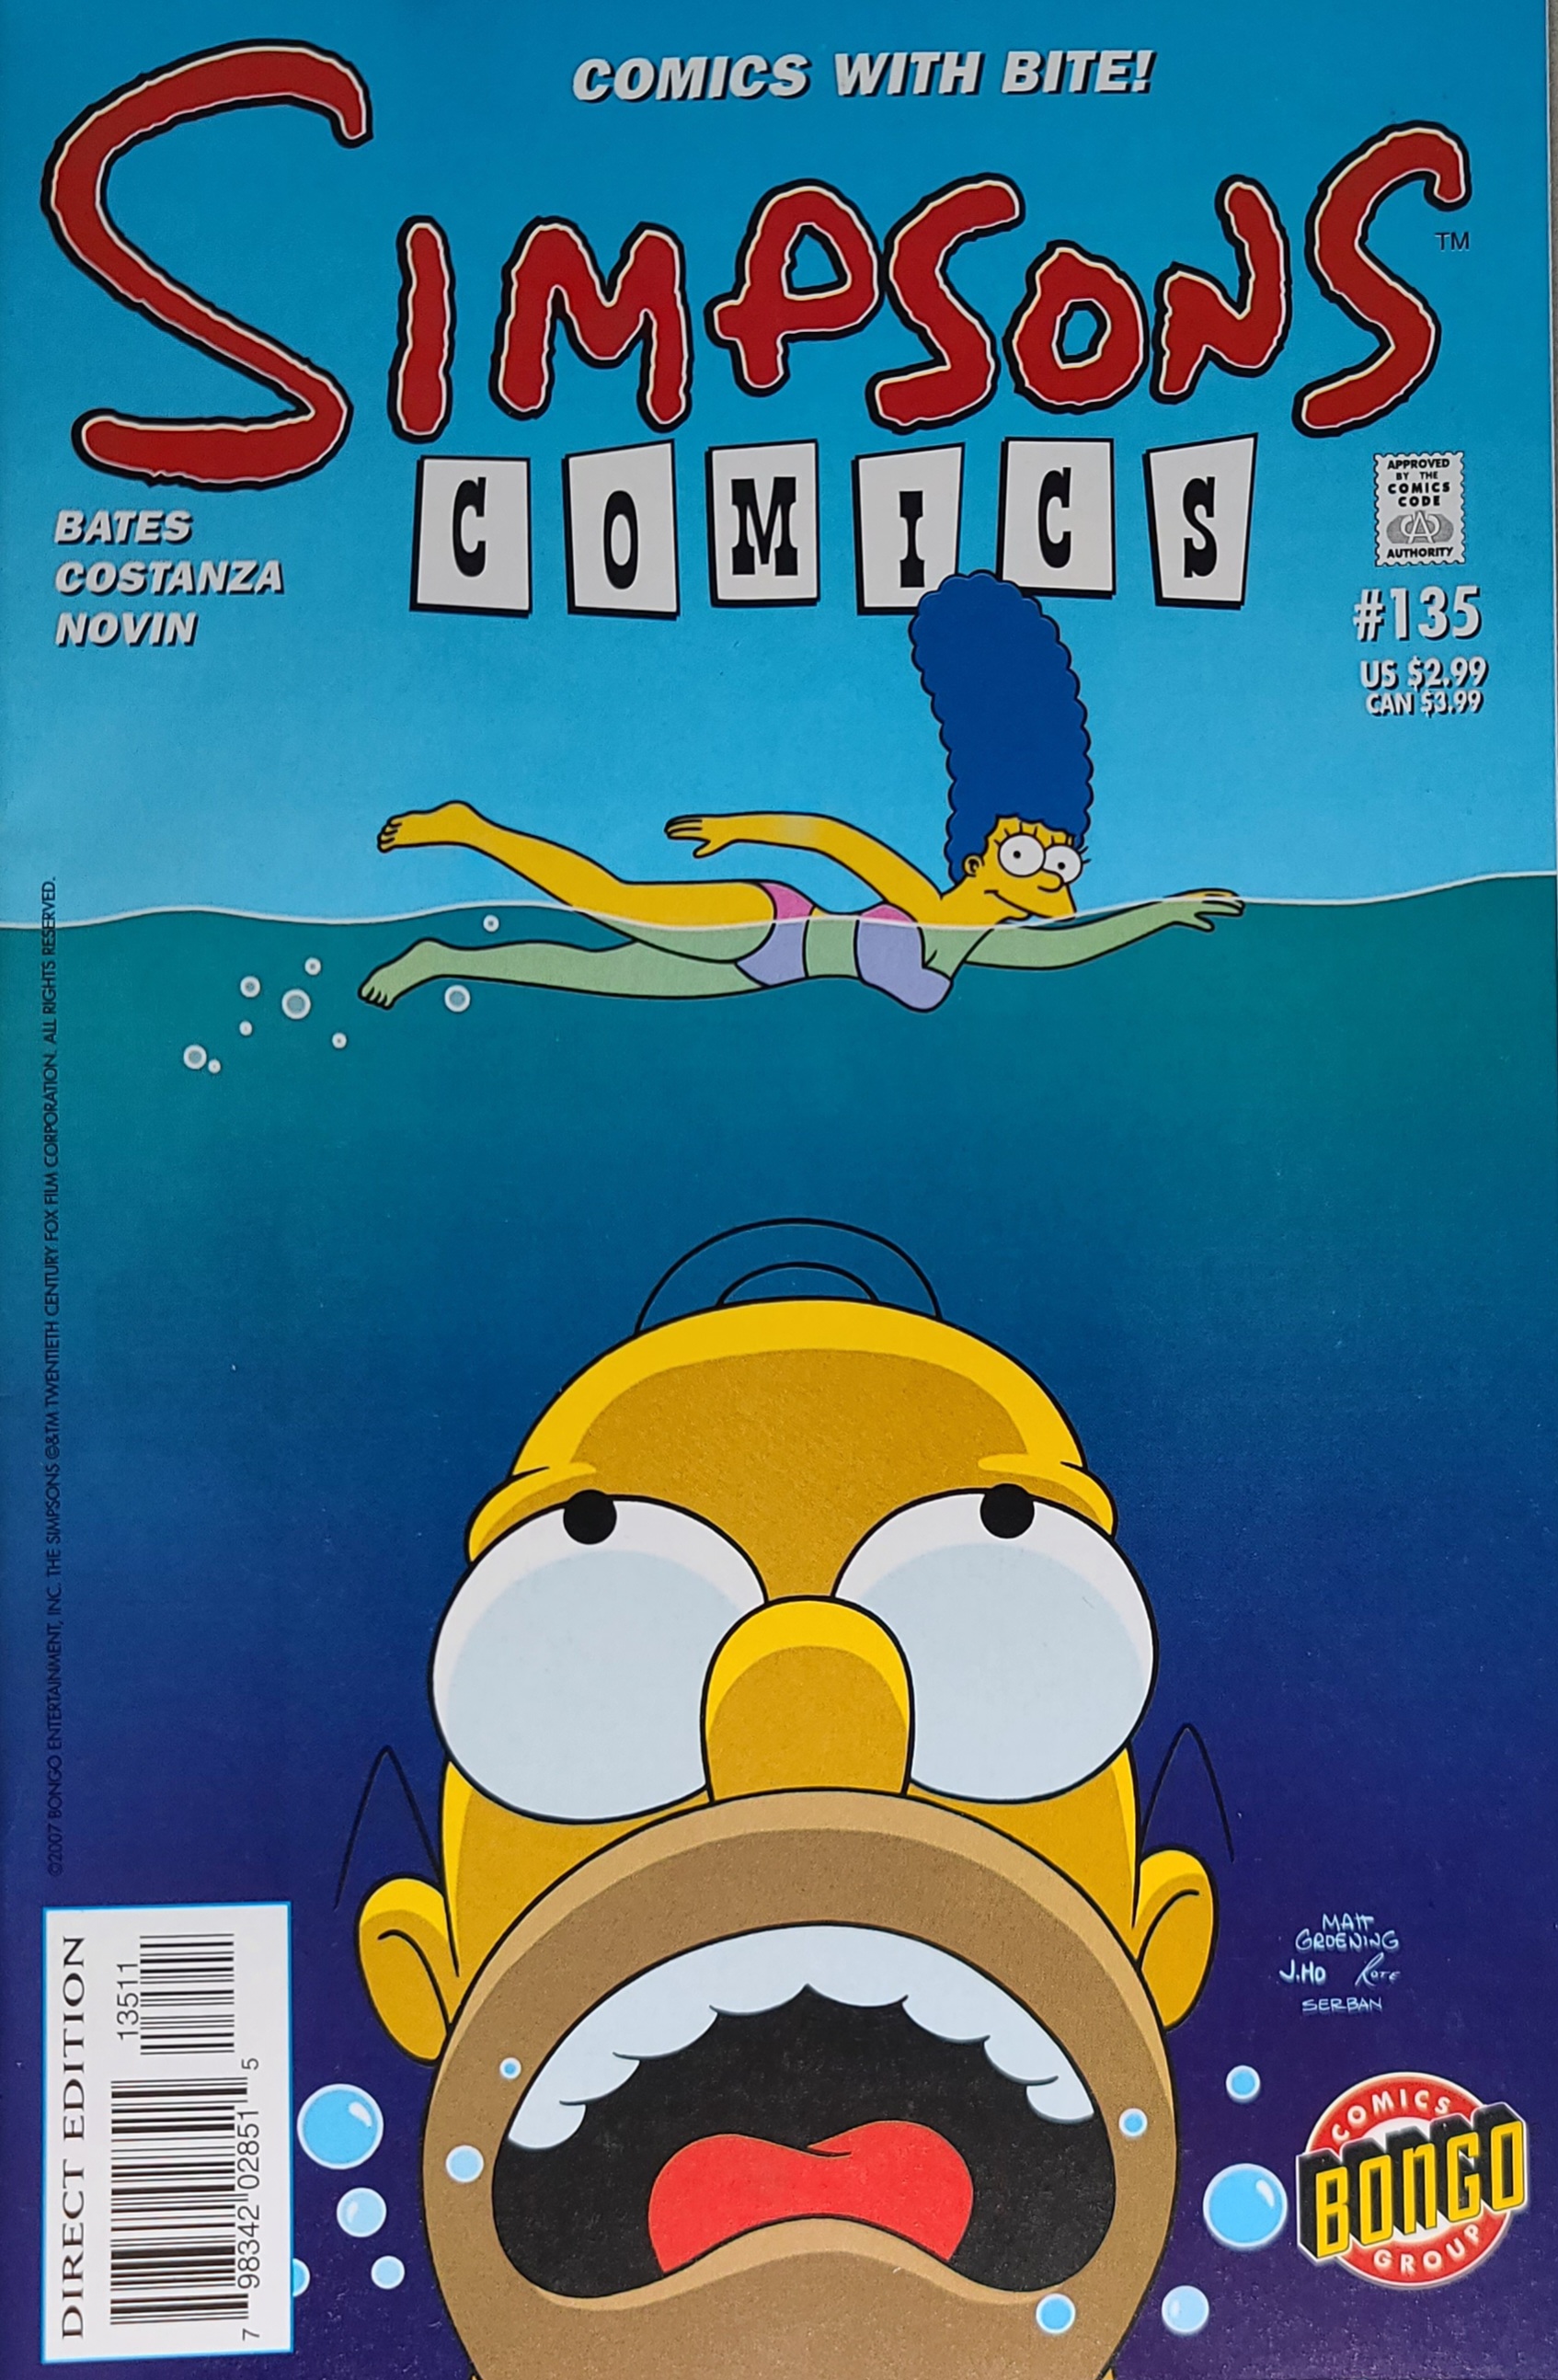 COMICS WITH BITE!
SIMPSONS
TM
COMICS
BATES
COSTANZA
NOVIN
APPROVED
BY THE
COMICS
CODE
CA
AUTHORITY
#135
US $2.99
CAN $3.99
©2007 BONGO ENTERTAINMENT, INC. THE SIMPSONS ©&TM TWENTIETH CENTURY FOX FILM CORPORATION. ALL RIGHTS RESERVED.
MATT
GROENING
J.HO ROTE
SERBAN
DIRECT EDITION
13511
7 98342 02851 5
COMICS
BONGO
GROUP